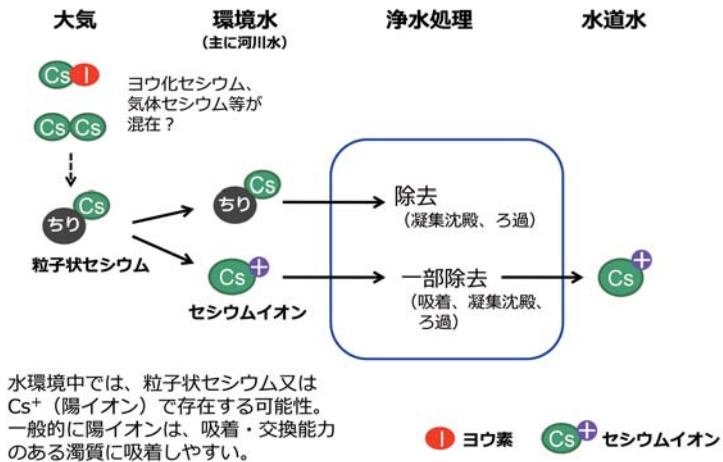 大気
環境水
(主に河川水)
浄水処理
水道水
Cs I
ヨウ化セシウム、
気体セシウム等が
混在？
Cs Cs
ちり Cs
粒子状セシウム
ちり Cs
除去
(凝集沈殿、ろ過)
Cs +
セシウムイオン
一部除去
(吸着、凝集沈殿、
ろ過)
Cs +
水環境中では、粒子状セシウム又は
Cs⁺（陽イオン）で存在する可能性。
一般的に陽イオンは、吸着・交換能力
のある濁質に吸着しやすい。
I ヨウ素
Cs + セシウムイオン